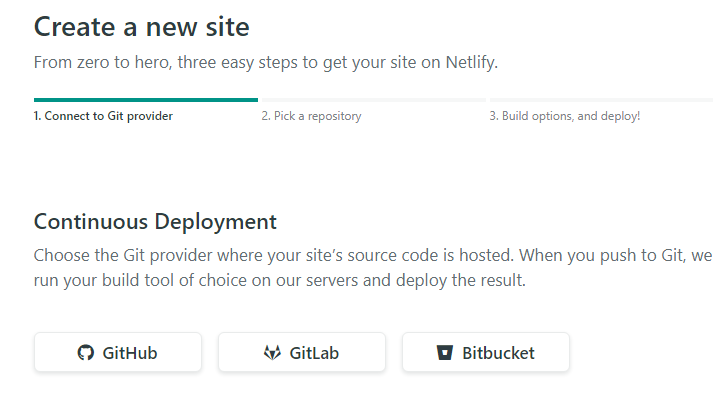 Create a new site
From zero to hero, three easy steps to get your site on Netlify.
1. Connect to Git provider
2. Pick a repository
3. Build options, and deploy!
Continuous Deployment
Choose the Git provider where your site's source code is hosted. When you push to Git, we
run your build tool of choice on our servers and deploy the result.
GitHub
GitLab
Bitbucket